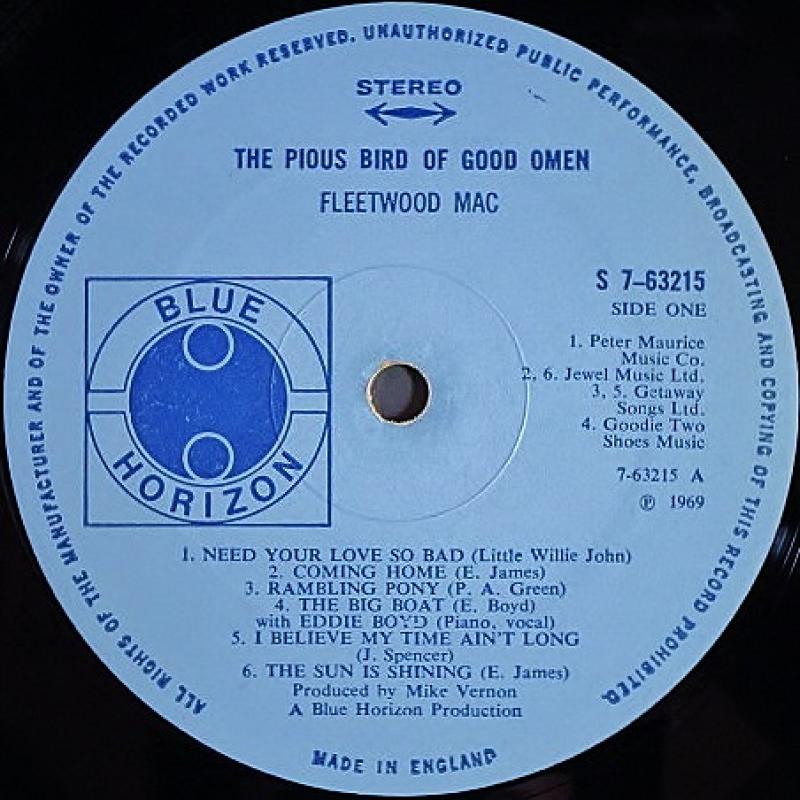 ALL RIGHTS OF THE MANUFACTURER AND OF THE OWNER OF THE RECORDED WORK RESERVED. UNAUTHORIZED PUBLIC PERFORMANCE, BROADCASTING AND COPYING OF THIS RECORD PROHIBITED.
STEREO
THE PIOUS BIRD OF GOOD OMEN
FLEETWOOD MAC
BLUE
HORIZON
S 7-63215
SIDE ONE
1. Peter Maurice
Music Co.
2, 6. Jewel Music Ltd.
3, 5. Getaway
Songs Ltd.
4. Goodie Two
Shoes Music
7-63215 A
℗ 1969
1. NEED YOUR LOVE SO BAD (Little Willie John)
2. COMING HOME (E. James)
3. RAMBLING PONY (P. A. Green)
4. THE BIG BOAT (E. Boyd)
with EDDIE BOYD (Piano, vocal)
5. I BELIEVE MY TIME AIN'T LONG
(J. Spencer)
6. THE SUN IS SHINING (E. James)
Produced by Mike Vernon
A Blue Horizon Production
MADE IN ENGLAND